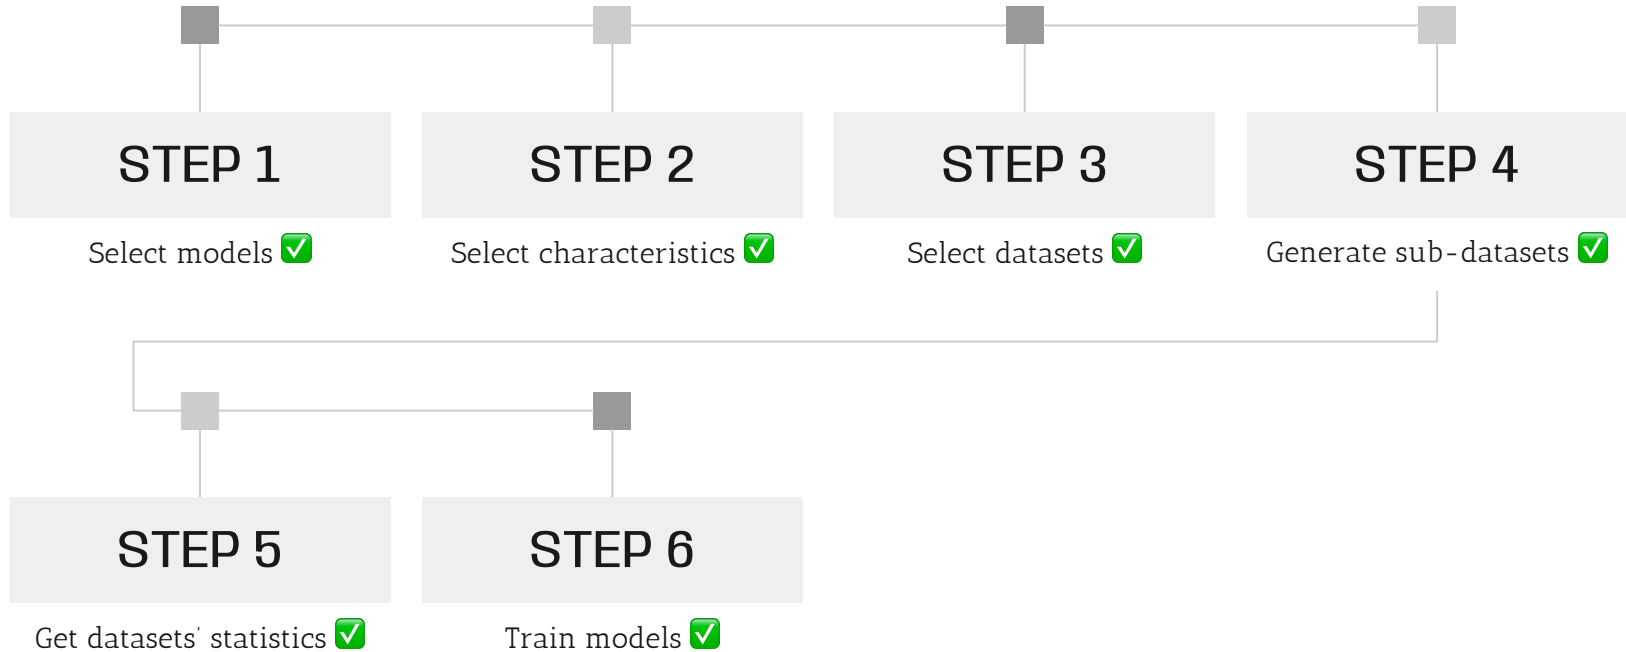 STEP 1
STEP 2
STEP 3
STEP 4
Select models ✅
Select characteristics ✅
Select datasets ✅
Generate sub-datasets ✅
STEP 5
STEP 6
Get datasets' statistics ✅
Train models ✅